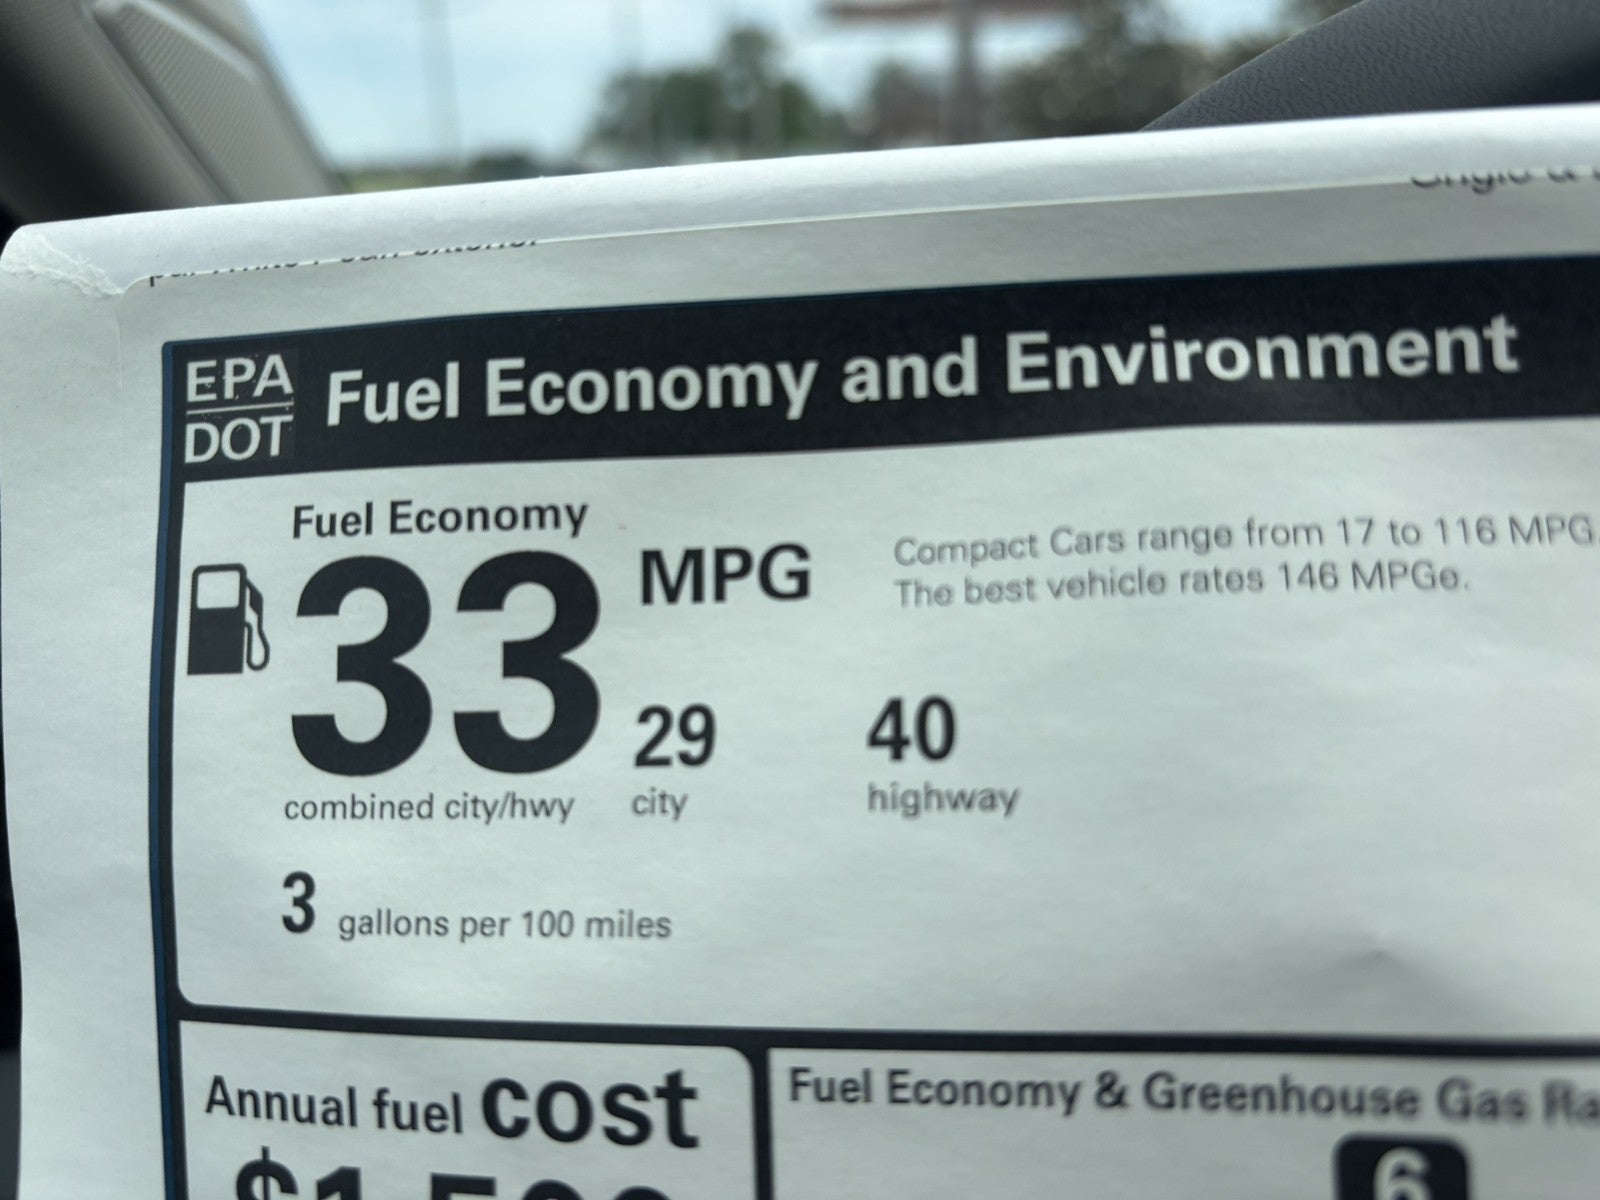 EPA
DOT
Fuel Economy and Environment
Fuel Economy
33 MPG
Compact Cars range from 17 to 116 MPG.
The best vehicle rates 146 MPGe.
29
40
combined city/hwy
city
highway
3 gallons per 100 miles
Annual fuel cost
Fuel Economy & Greenhouse Gas
6